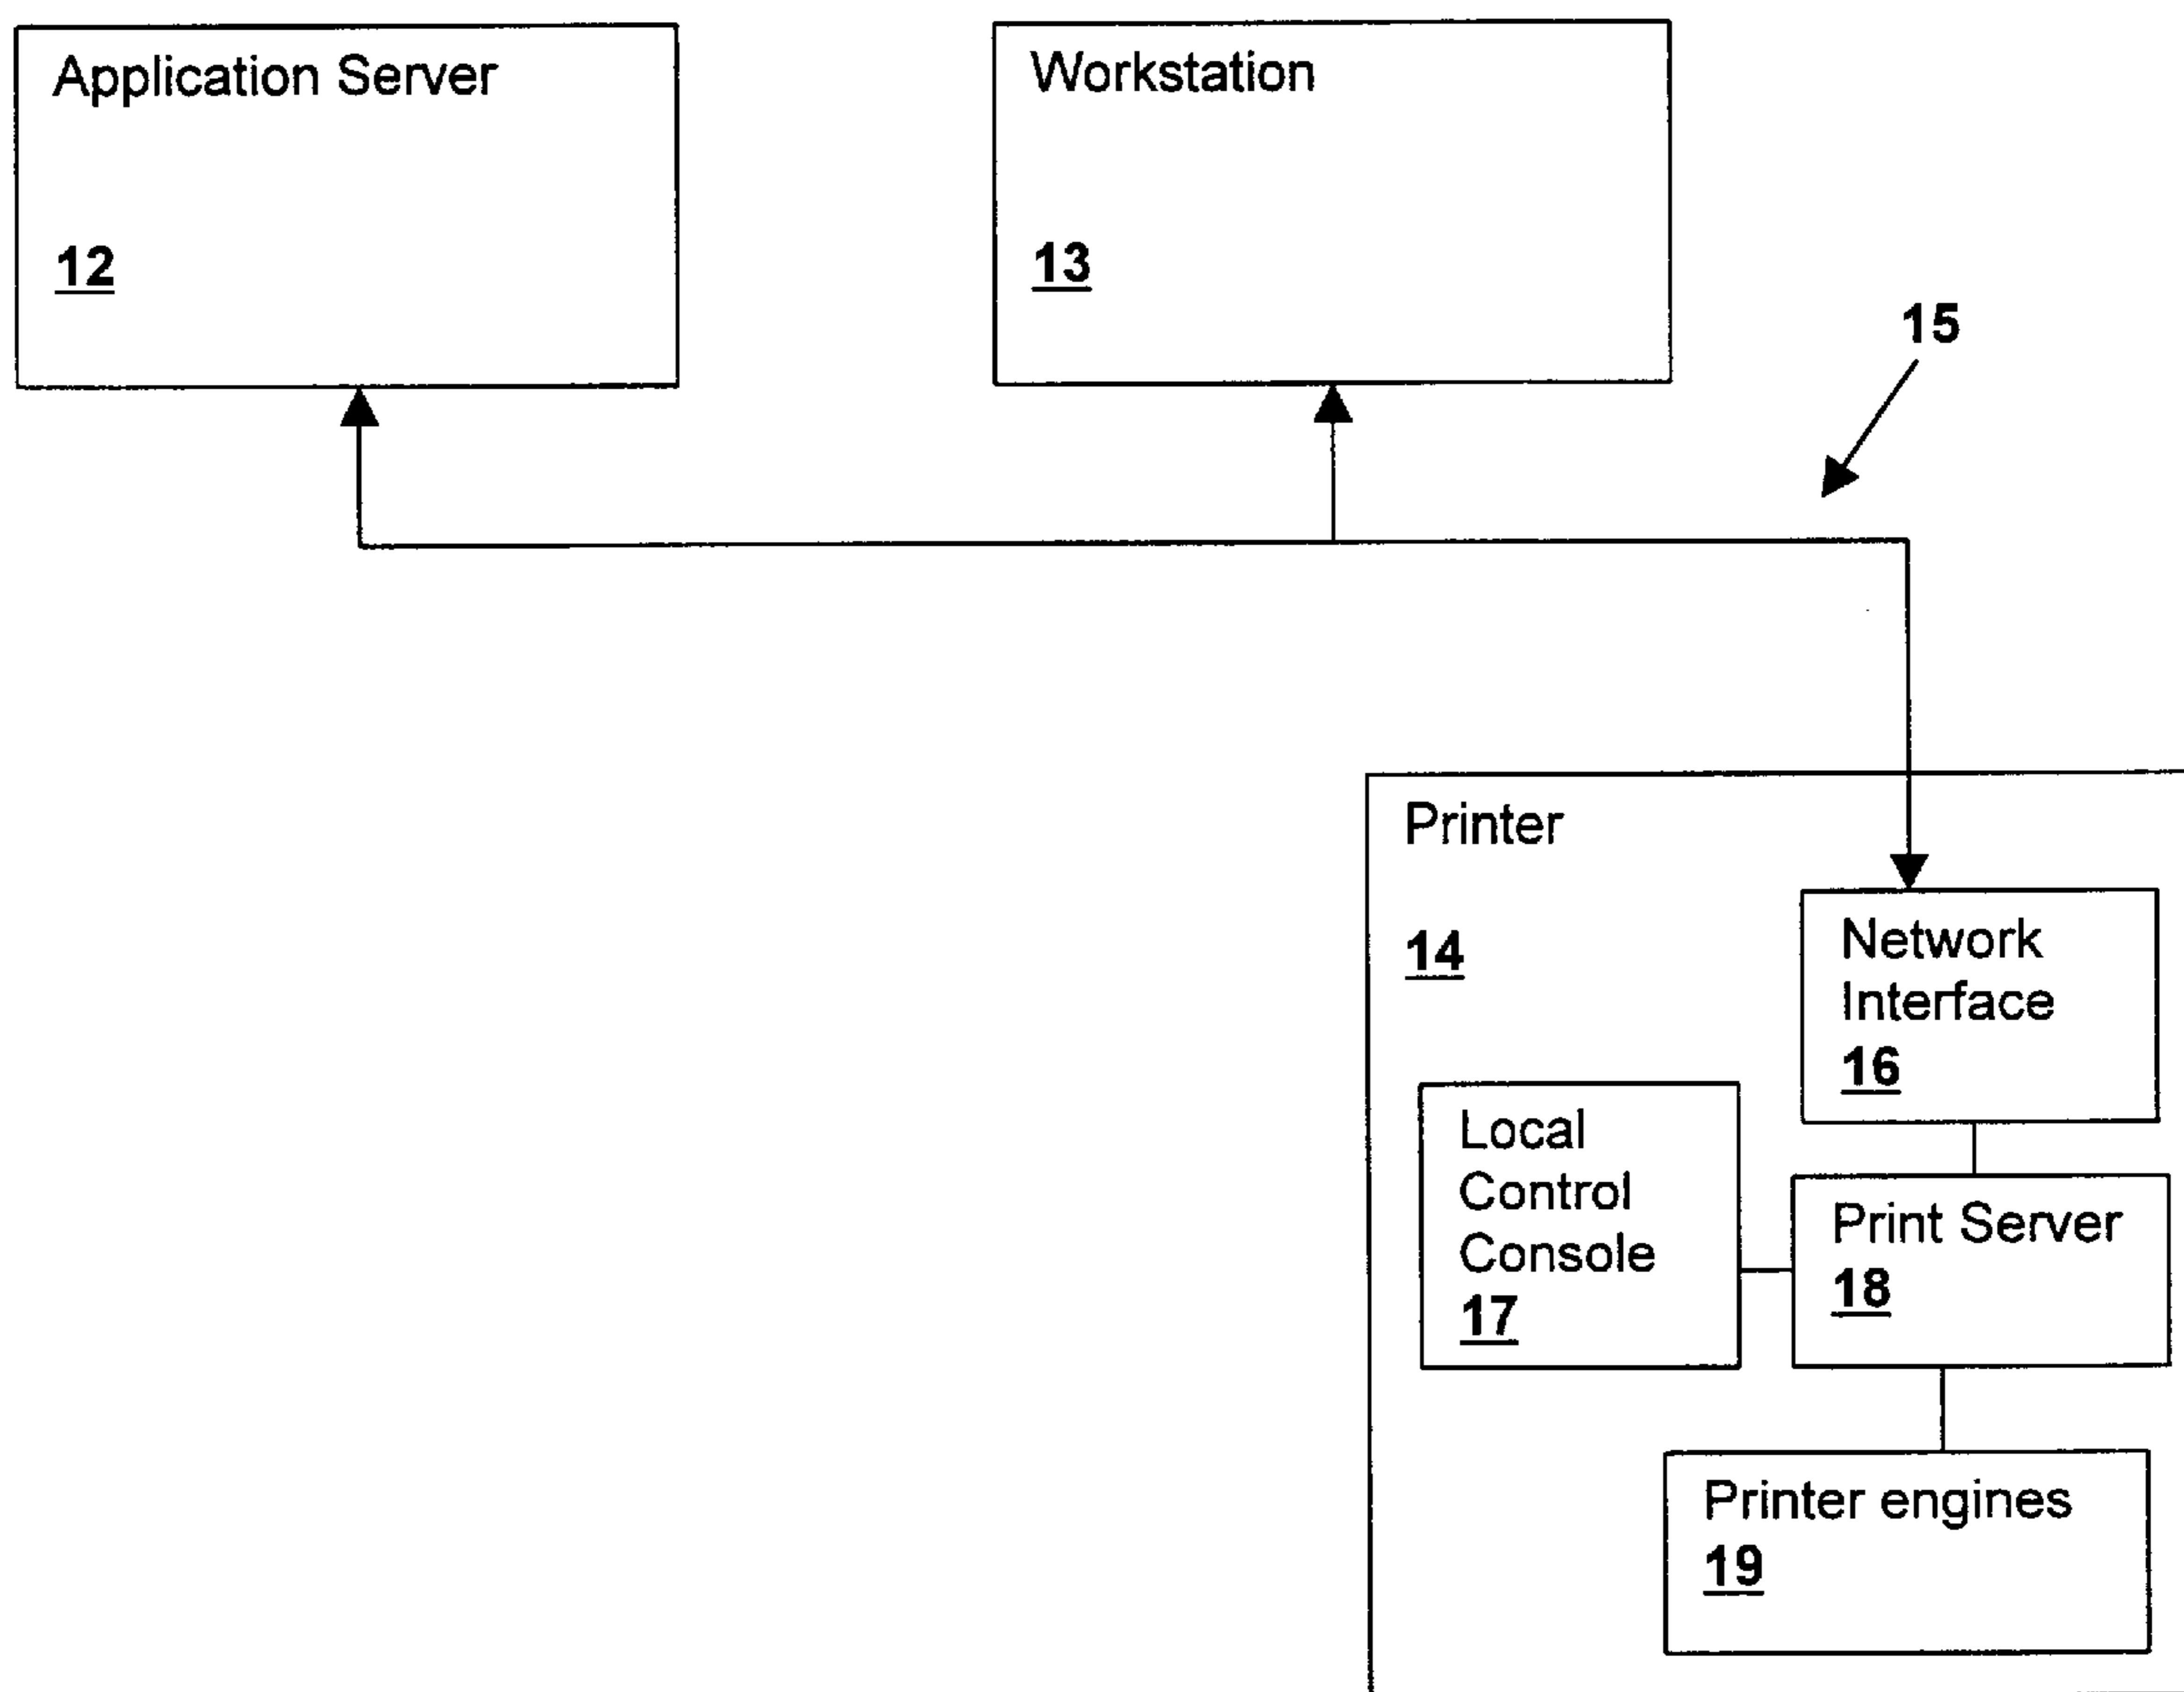 Application Server
12
Workstation
13
15
Printer
14
Network
Interface
16
Local
Control
Console
17
Print Server
18
Printer engines
19